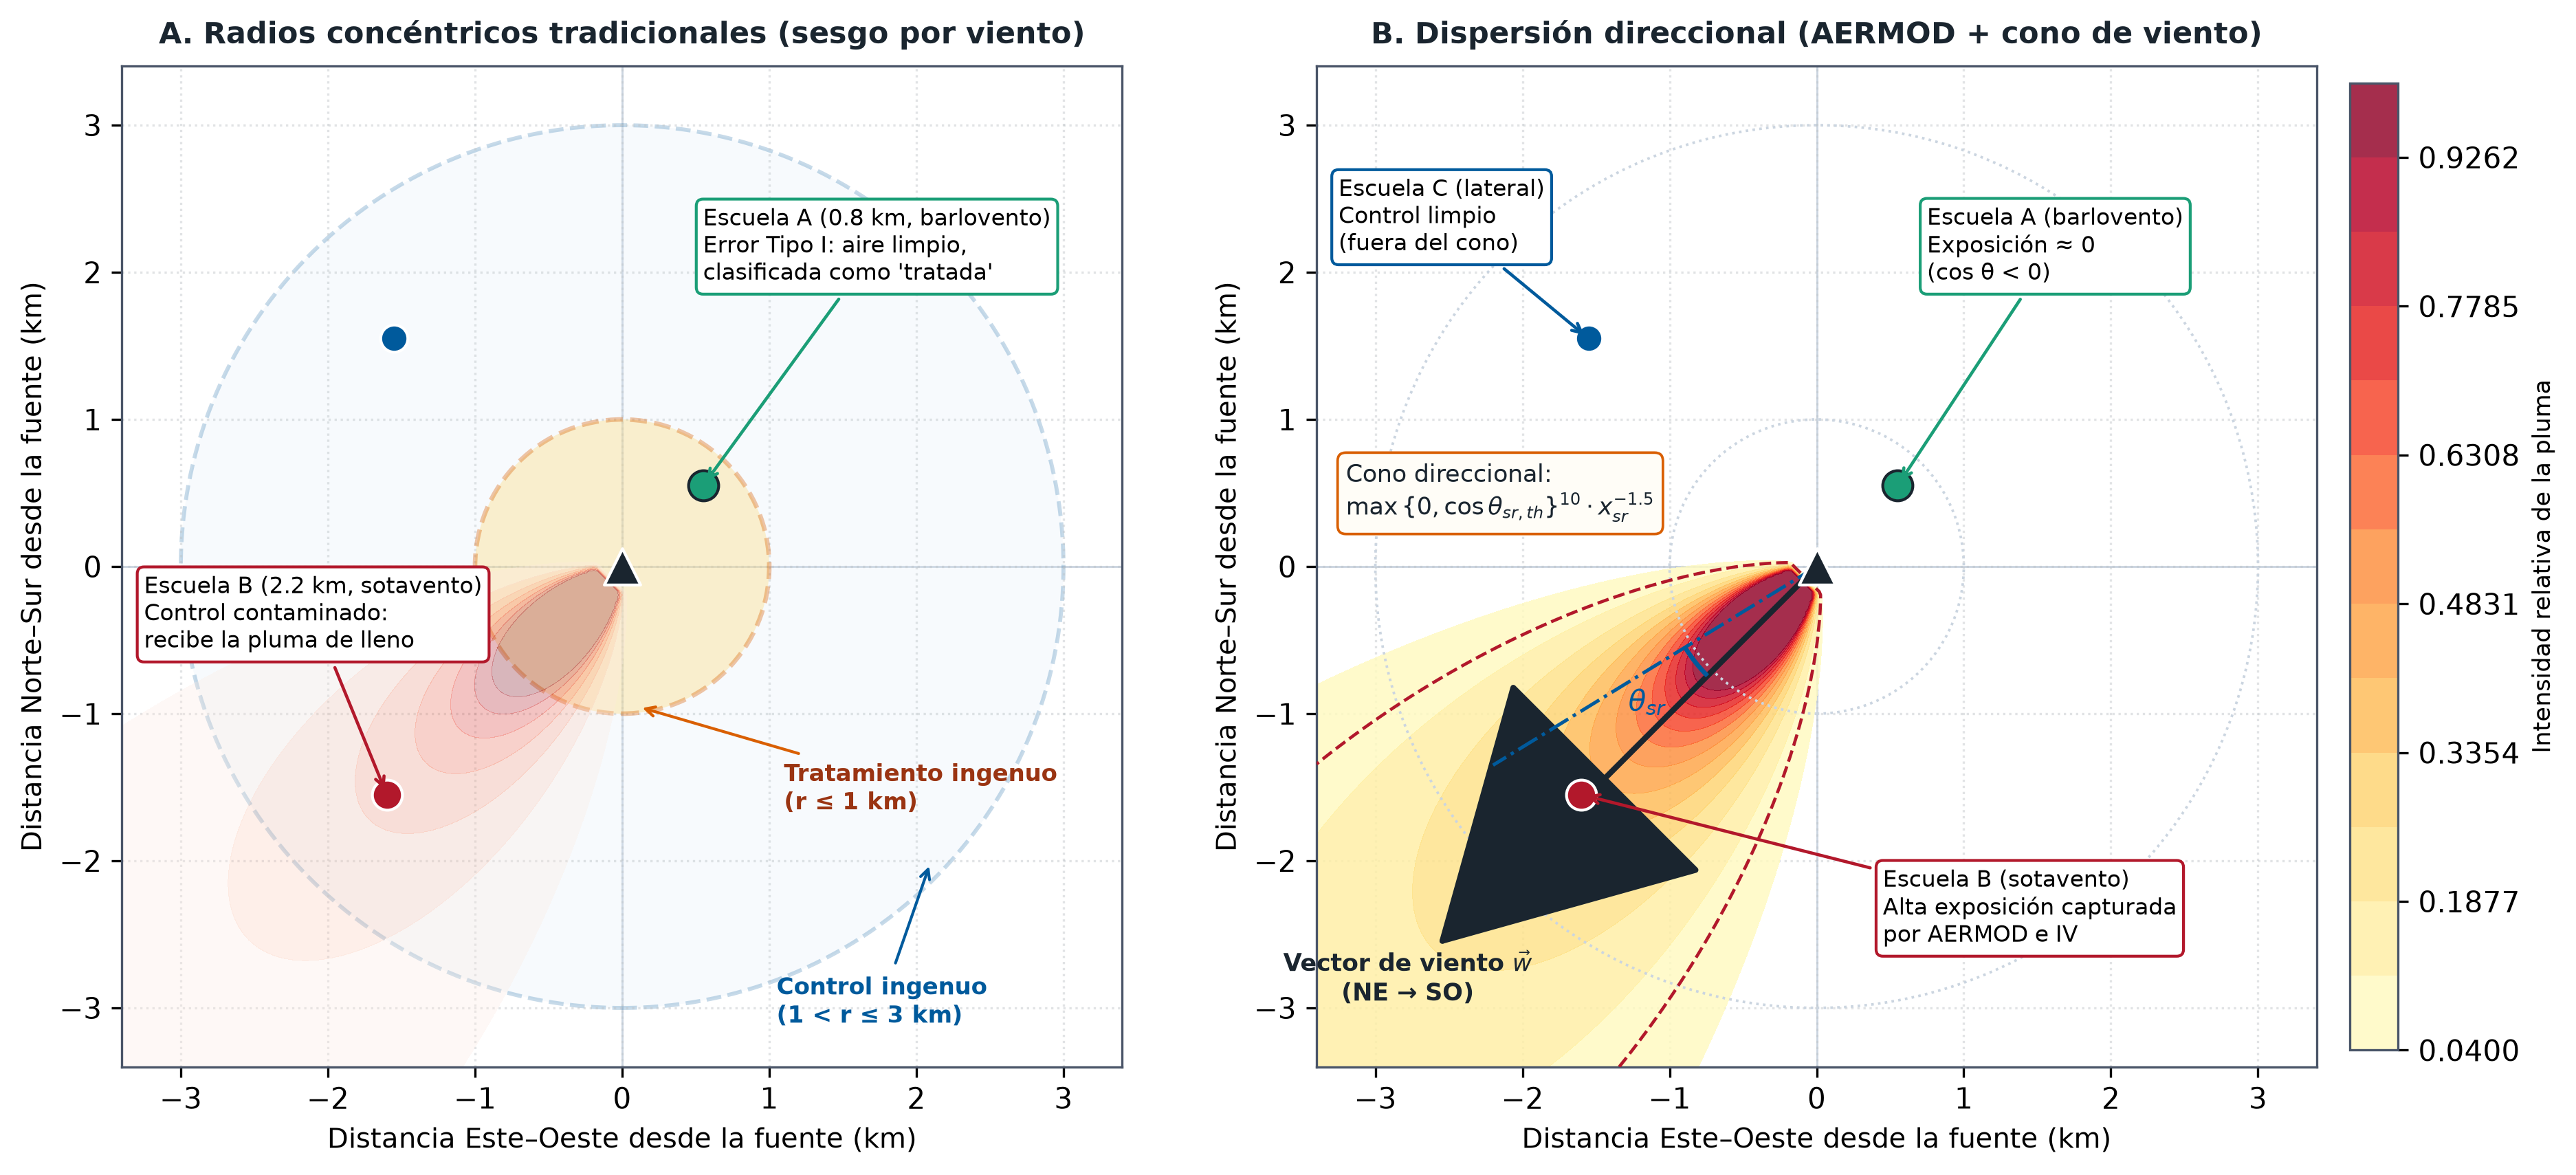 A. Radios concéntricos tradicionales (sesgo por viento)
Distancia Norte–Sur desde la fuente (km)
3
2
1
0
−1
−2
−3
Escuela A (0.8 km, barlovento)
Error Tipo I: aire limpio,
clasificada como 'tratada'
Escuela B (2.2 km, sotavento)
Control contaminado:
recibe la pluma de lleno
Tratamiento ingenuo
(r ≤ 1 km)
Control ingenuo
(1 < r ≤ 3 km)
−3 −2 −1 0 1 2 3
Distancia Este–Oeste desde la fuente (km)
B. Dispersión direccional (AERMOD + cono de viento)
Distancia Norte–Sur desde la fuente (km)
3
2
1
0
−1
−2
−3
Escuela C (lateral)
Control limpio
(fuera del cono)
Escuela A (barlovento)
Exposición ≈ 0
(cos θ < 0)
Cono direccional:
max {0, cos θ_{sr, th}}^{10} · x_{sr}^{−1.5}
θ_{sr}
Escuela B (sotavento)
Alta exposición capturada
por AERMOD e IV
Vector de viento w⃗
(NE → SO)
−3 −2 −1 0 1 2 3
Distancia Este–Oeste desde la fuente (km)
0.9262
0.7785
0.6308
0.4831
0.3354
0.1877
0.0400
Intensidad relativa de la pluma